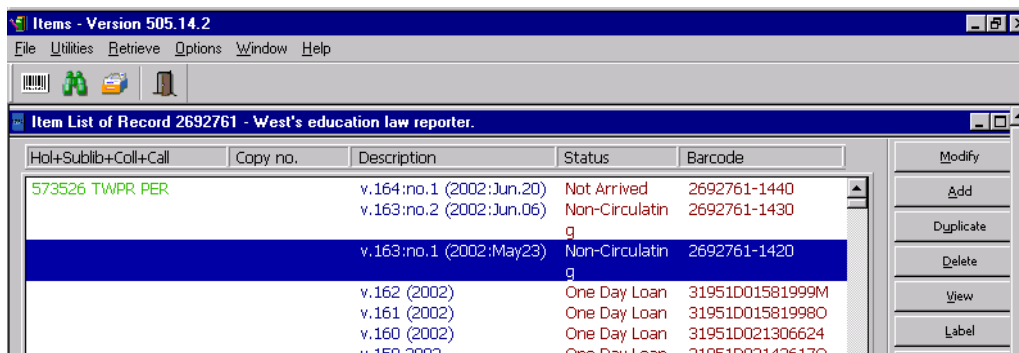 Items - Version 505.14.2
File Utilities Retrieve Options Window Help
Item List of Record 2692761 - West's education law reporter.
Hol+Sublib+Coll+Call Copy no. Description Status Barcode Modify
573526 TWPR PER v.164:no.1 (2002:Jun.20) Not Arrived 2692761-1440 Add
v.163:no.2 (2002:Jun.06) Non-Circulatin 2692761-1430
g Duplicate
v.163:no.1 (2002:May23) Non-Circulatin 2692761-1420
g Delete
v.162 (2002) One Day Loan 31951D01581999M View
v.161 (2002) One Day Loan 31951D01581998O
v.160 (2002) One Day Loan 31951D021306624 Label